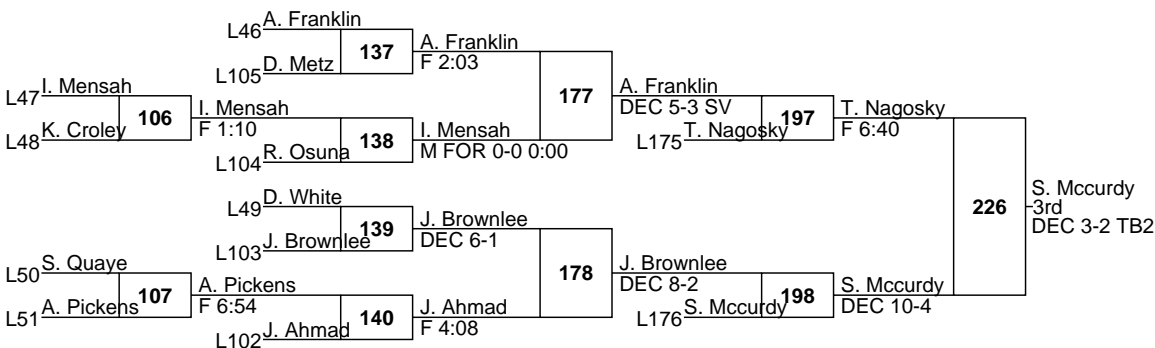 L46 A. Franklin
137
A. Franklin
F 2:03
L105 D. Metz
L47 I. Mensah
106
I. Mensah
F 1:10
L48 K. Croley
138
I. Mensah
M FOR 0-0 0:00
L104 R. Osuna
177
A. Franklin
DEC 5-3 SV
197
T. Nagosky
F 6:40
L175 T. Nagosky
L49 D. White
139
J. Brownlee
DEC 6-1
L103 J. Brownlee
L50 S. Quaye
107
A. Pickens
F 6:54
L51 A. Pickens
140
J. Ahmad
F 4:08
L102 J. Ahmad
178
J. Brownlee
DEC 8-2
198
S. Mccurdy
DEC 10-4
L176 S. Mccurdy
226
S. Mccurdy
3rd
DEC 3-2 TB2